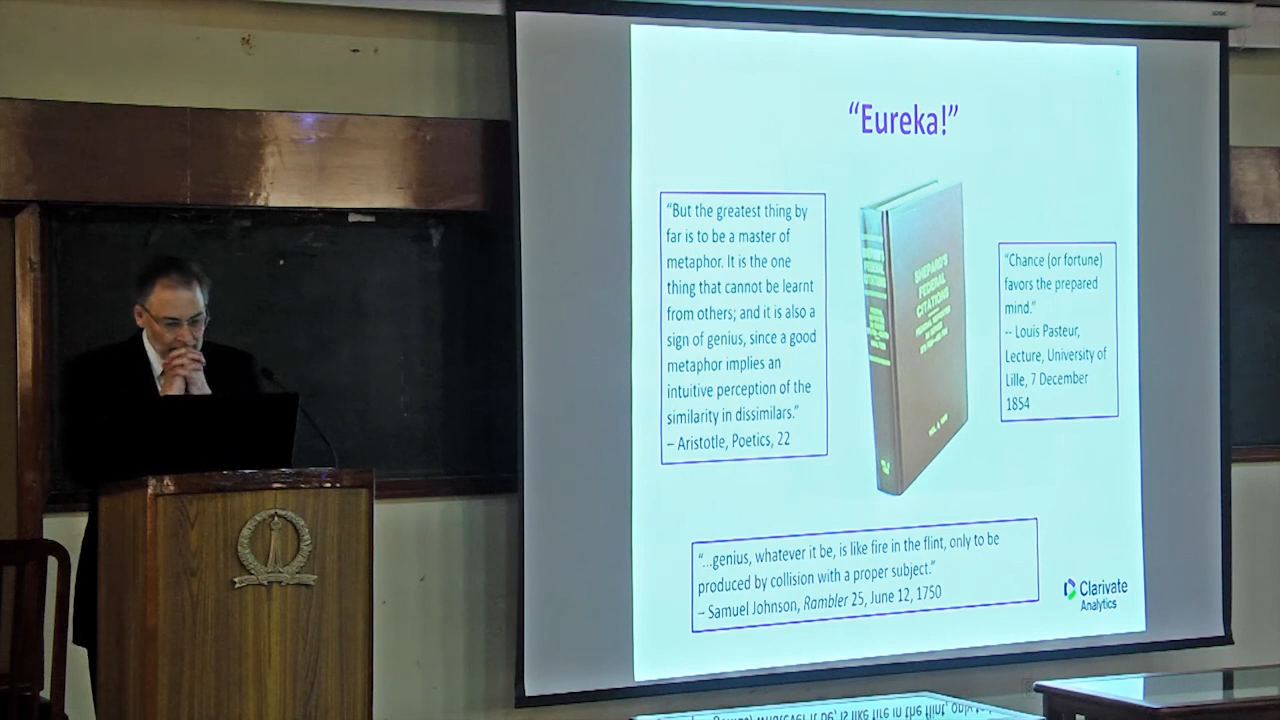 “Eureka!”
“But the greatest thing by
far is to be a master of
metaphor. It is the one
thing that cannot be learnt
from others; and it is also a
sign of genius, since a good
metaphor implies an
intuitive perception of the
similarity in dissimilars.”
– Aristotle, Poetics, 22
SHEPARD'S
FEDERAL
CITATIONS
“Chance (or fortune)
favors the prepared
mind.”
-- Louis Pasteur,
Lecture, University of
Lille, 7 December
1854
“...genius, whatever it be, is like fire in the flint, only to be
produced by collision with a proper subject.”
– Samuel Johnson, Rambler 25, June 12, 1750
Clarivate
Analytics